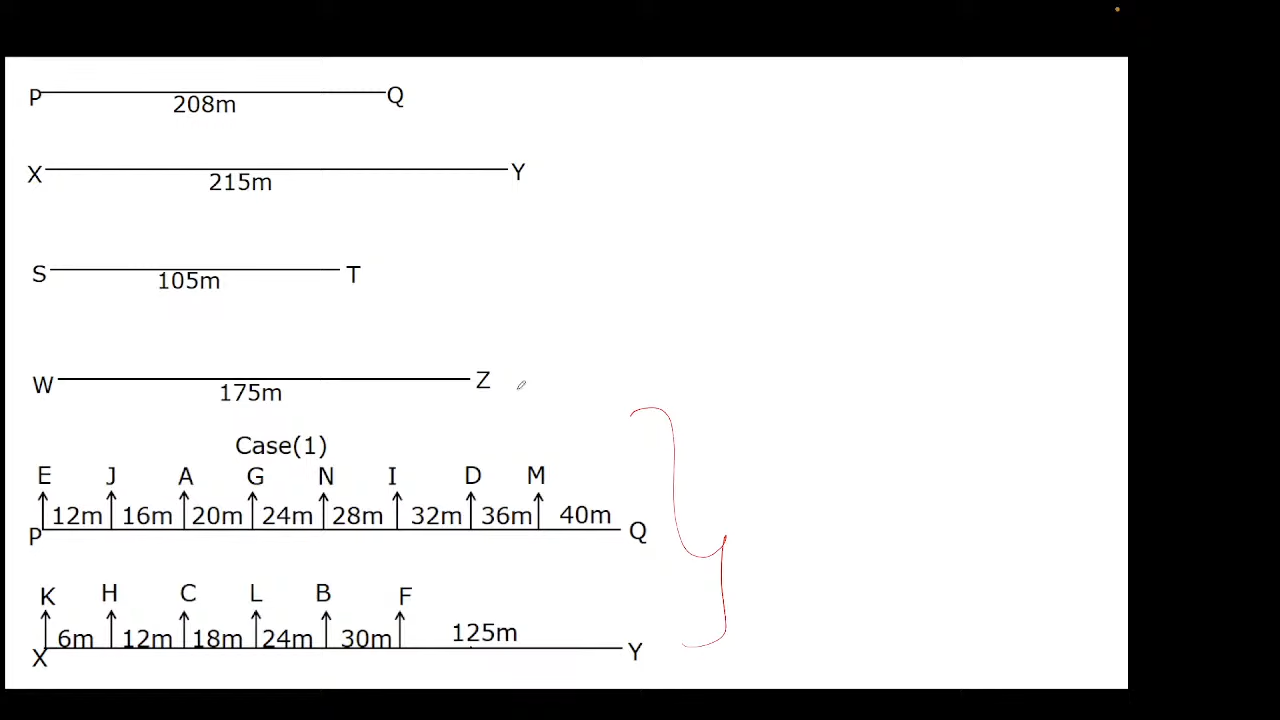 P Q
208m
X Y
215m
S T
105m
W Z
175m
Case(1)
E J A G N I D M
12m 16m 20m 24m 28m 32m 36m 40m
P Q
K H C L B F
6m 12m 18m 24m 30m 125m
X Y